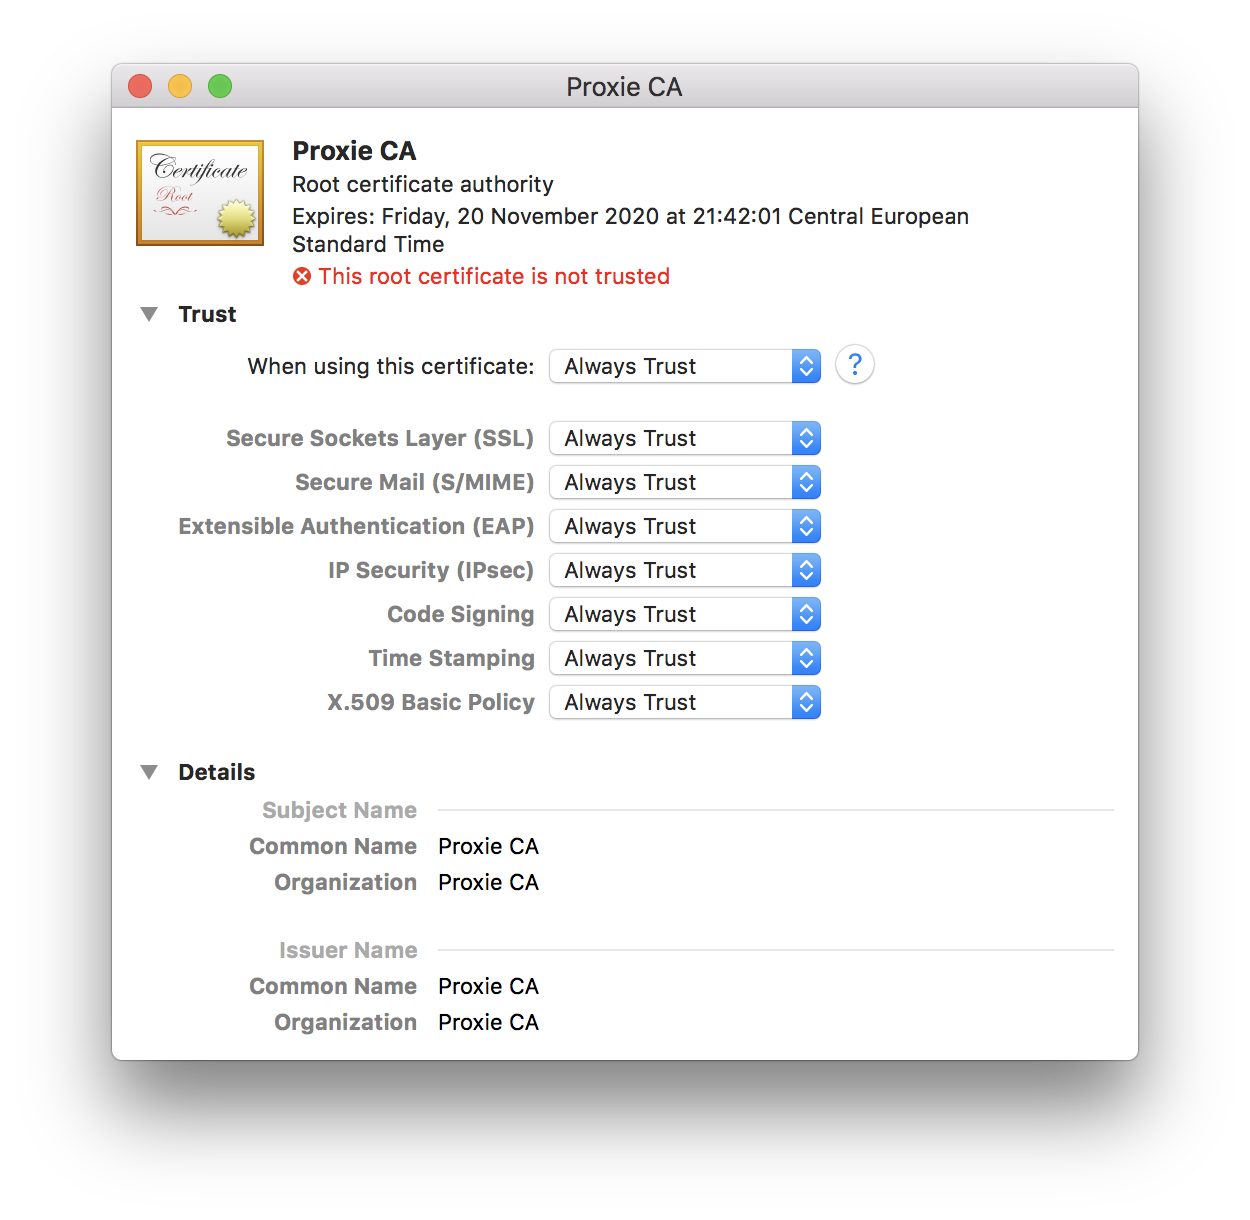 Proxie CA
Certificate
Root
Proxie CA
Root certificate authority
Expires: Friday, 20 November 2020 at 21:42:01 Central European
Standard Time
This root certificate is not trusted
Trust
When using this certificate: Always Trust ?
Secure Sockets Layer (SSL) Always Trust
Secure Mail (S/MIME) Always Trust
Extensible Authentication (EAP) Always Trust
IP Security (IPsec) Always Trust
Code Signing Always Trust
Time Stamping Always Trust
X.509 Basic Policy Always Trust
Details
Subject Name
Common Name Proxie CA
Organization Proxie CA
Issuer Name
Common Name Proxie CA
Organization Proxie CA